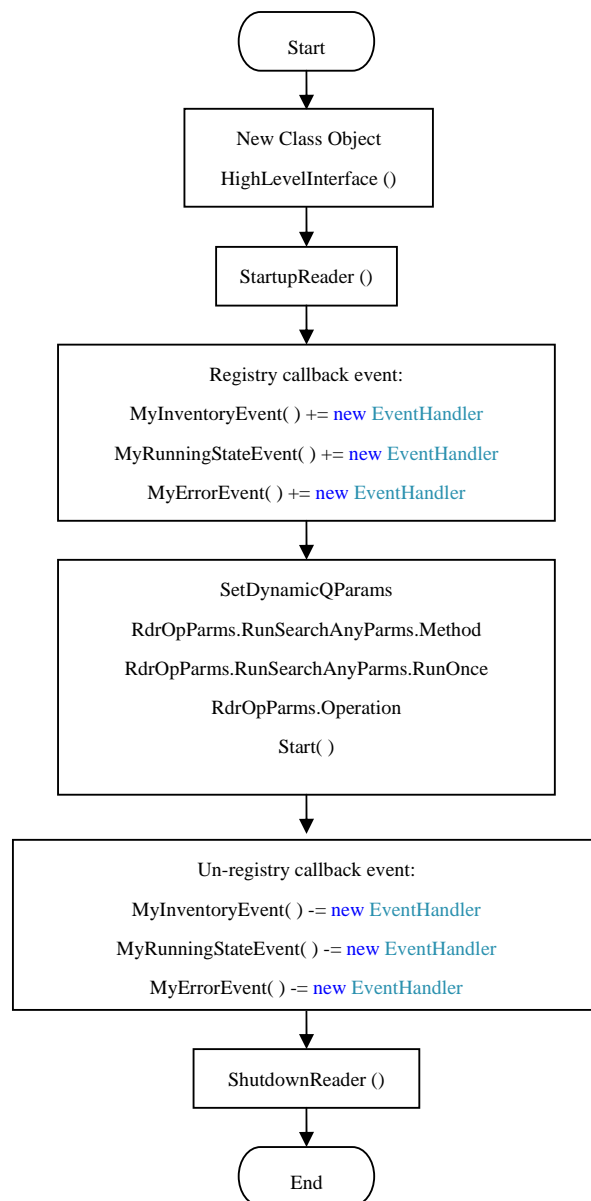 Start
New Class Object
HighLevelInterface ()
StartupReader ()
Registry callback event:
MyInventoryEvent( ) += new EventHandler
MyRunningStateEvent( ) += new EventHandler
MyErrorEvent( ) += new EventHandler
SetDynamicQParams
RdrOpParms.RunSearchAnyParms.Method
RdrOpParms.RunSearchAnyParms.RunOnce
RdrOpParms.Operation
Start( )
Un-registry callback event:
MyInventoryEvent( ) -= new EventHandler
MyRunningStateEvent( ) -= new EventHandler
MyErrorEvent( ) -= new EventHandler
ShutdownReader ()
End